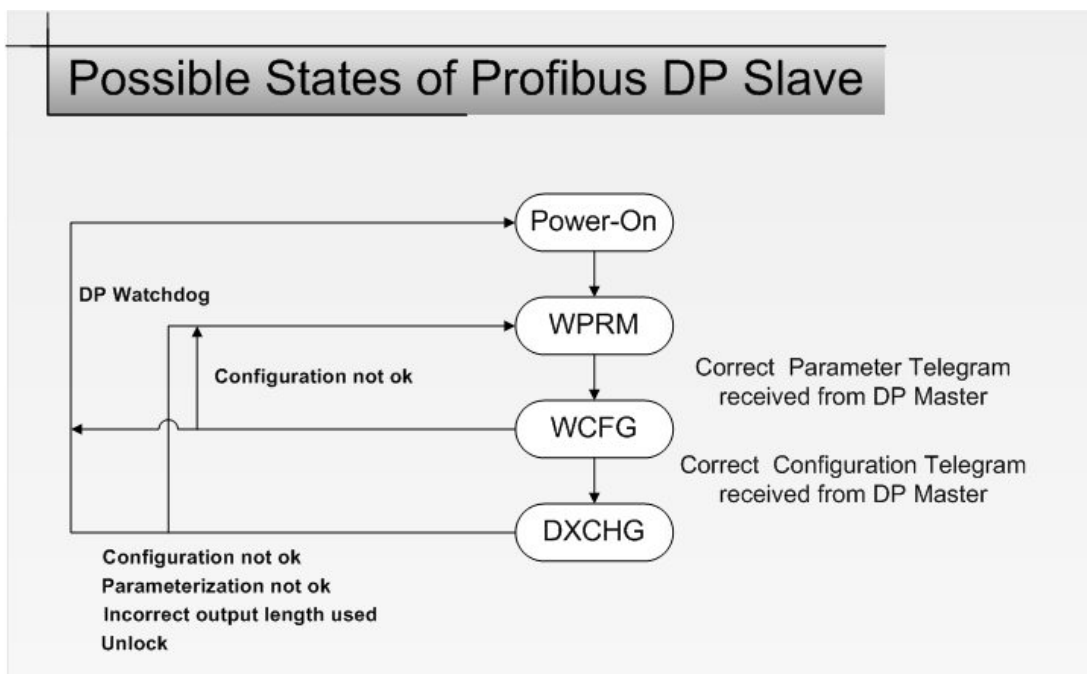 Possible States of Profibus DP Slave
Power-On
DP Watchdog
WPRM
Configuration not ok
Correct Parameter Telegram
received from DP Master
WCFG
Correct Configuration Telegram
received from DP Master
DXCHG
Configuration not ok
Parameterization not ok
Incorrect output length used
Unlock